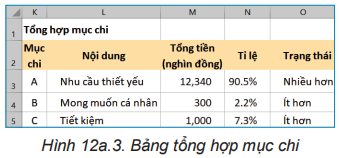 K L M N O
1 Tổng hợp mục chi
2 Mục chi Nội dung Tổng tiền (nghìn đồng) Tỉ lệ Trạng thái
3 A Nhu cầu thiết yếu 12,340 90.5% Nhiều hơn
4 B Mong muốn cá nhân 300 2.2% Ít hơn
5 C Tiết kiệm 1,000 7.3% Ít hơn
Hình 12a.3. Bảng tổng hợp mục chi